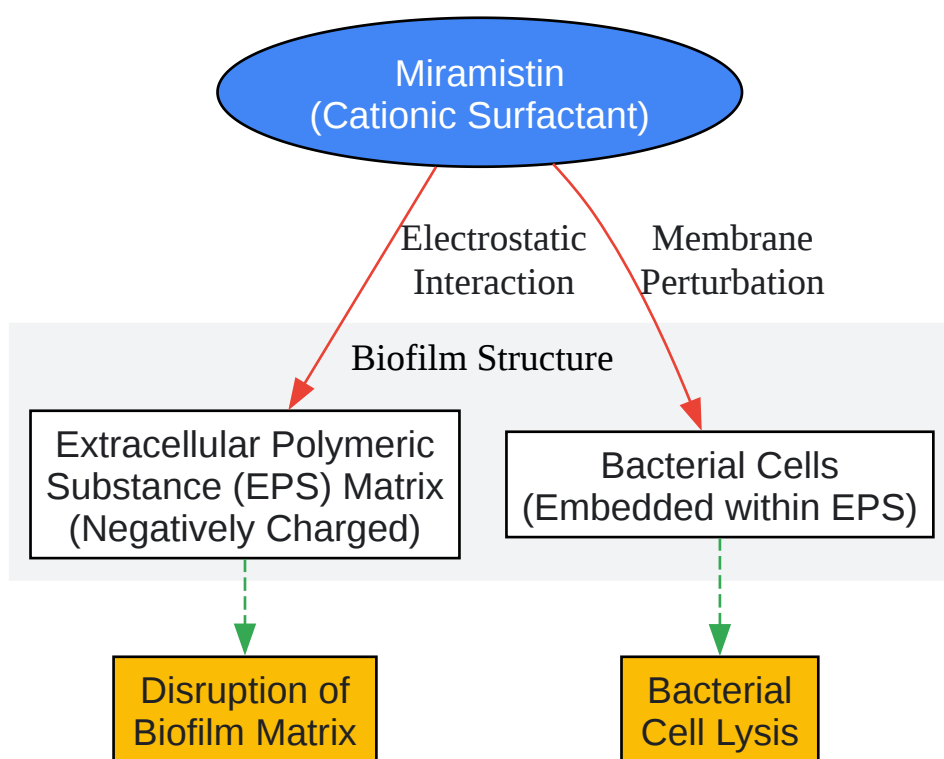 Miramistin
(Cationic Surfactant)
Electrostatic
Interaction
Membrane
Perturbation
Biofilm Structure
Extracellular Polymeric
Substance (EPS) Matrix
(Negatively Charged)
Bacterial Cells
(Embedded within EPS)
Disruption of
Biofilm Matrix
Bacterial
Cell Lysis